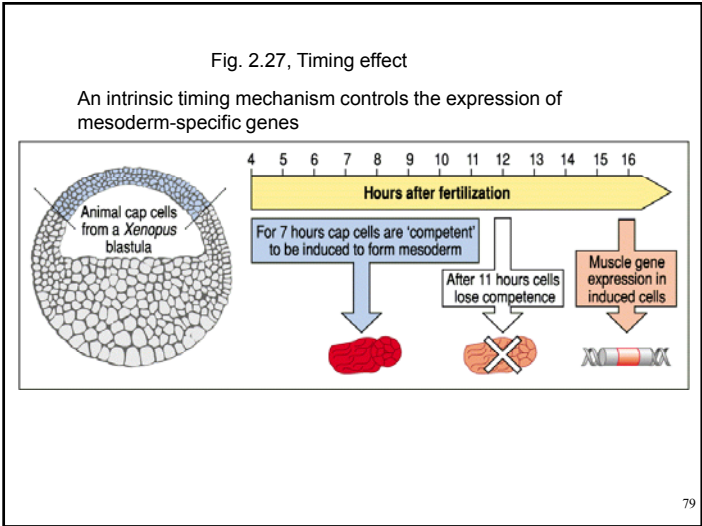 Fig. 2.27, Timing effect
An intrinsic timing mechanism controls the expression of
mesoderm-specific genes
Animal cap cells
from a Xenopus
blastula
4 5 6 7 8 9 10 11 12 13 14 15 16
Hours after fertilization
For 7 hours cap cells are 'competent'
to be induced to form mesoderm
After 11 hours cells
lose competence
Muscle gene
expression in
induced cells
79